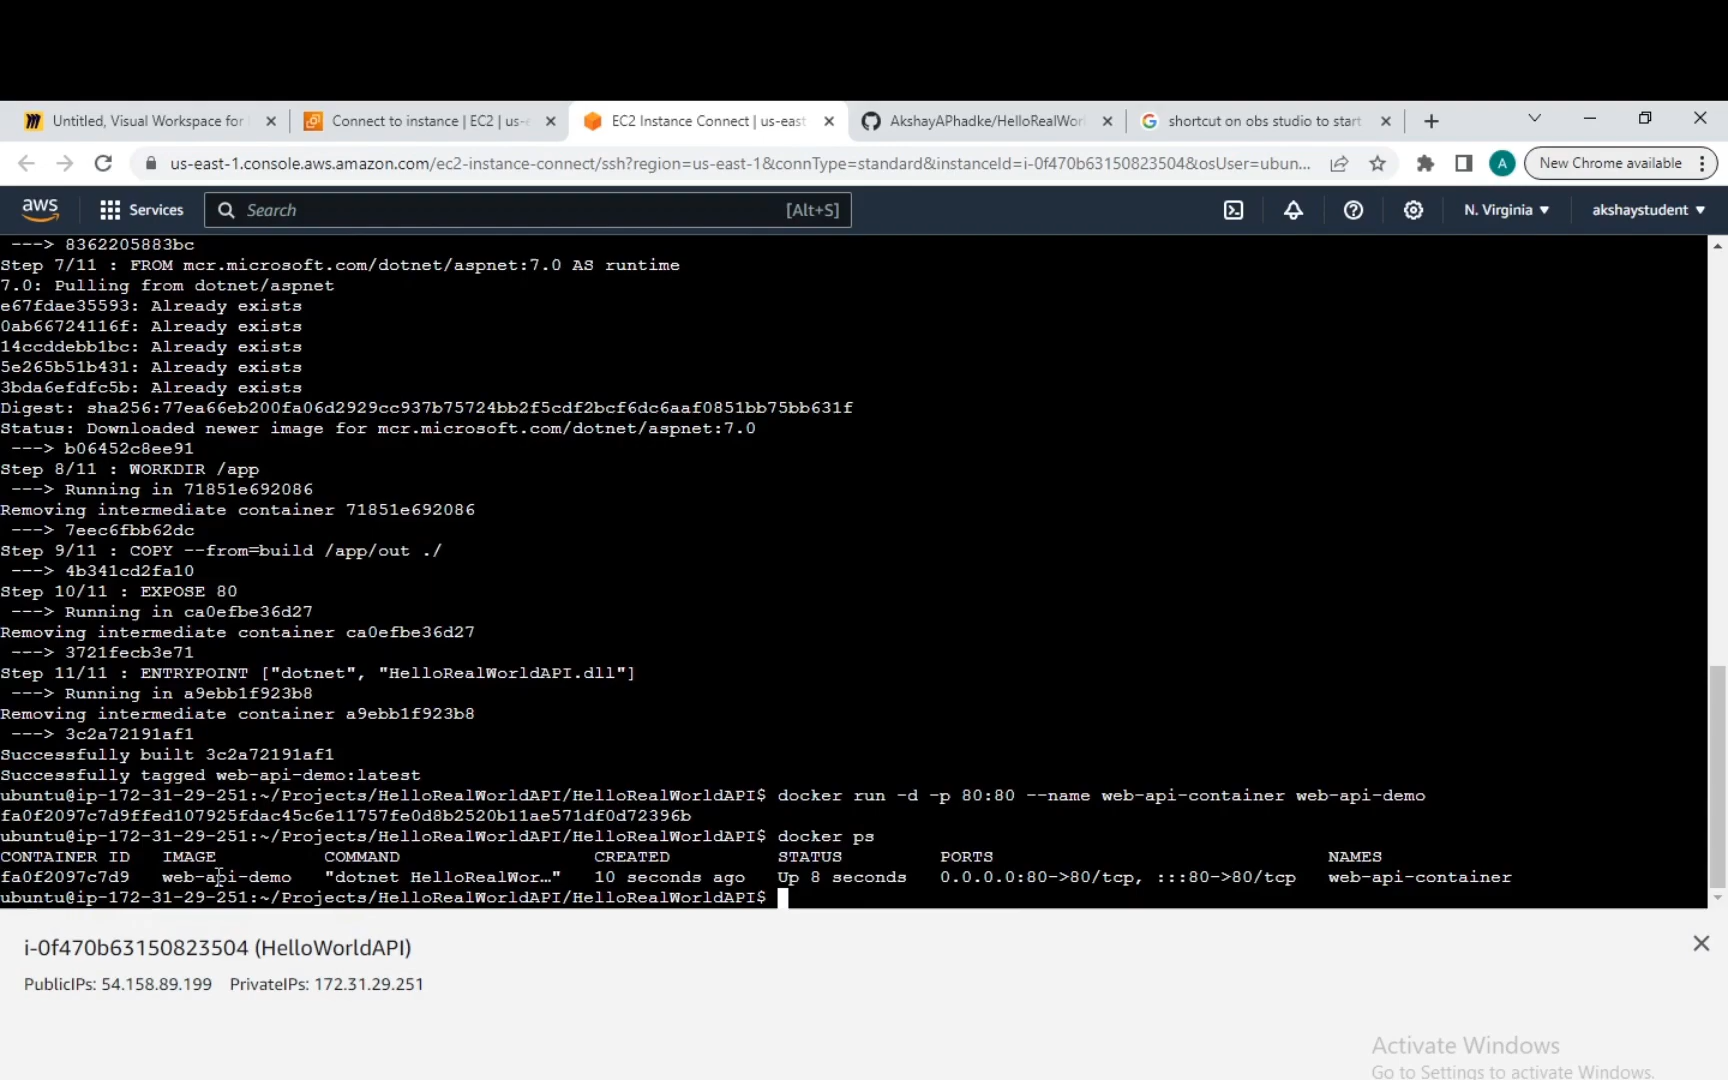 Untitled, Visual Workspace for
Connect to instance | EC2 | us-e
EC2 Instance Connect | us-east
AkshayAPhadke/HelloRealWor
shortcut on obs studio to start
us-east-1.console.aws.amazon.com/ec2-instance-connect/ssh?region=us-east-1&connType=standard&instanceId=i-0f470b63150823504&osUser=ubun...
A
New Chrome available
aws
Services
Search
[Alt+S]
N. Virginia
akshaystudent
---> 8362205883bc
Step 7/11 : FROM mcr.microsoft.com/dotnet/aspnet:7.0 AS runtime
7.0: Pulling from dotnet/aspnet
e67fdae35593: Already exists
0ab66724116f: Already exists
14ccddebb1bc: Already exists
5e265b51b431: Already exists
3bda6efdfc5b: Already exists
Digest: sha256:77ea66eb200fa06d2929cc937b75724bb2f5cdf2bcf6dc6aaf0851bb75bb631f
Status: Downloaded newer image for mcr.microsoft.com/dotnet/aspnet:7.0
---> b06452c8ee91
Step 8/11 : WORKDIR /app
---> Running in 71851e692086
Removing intermediate container 71851e692086
---> 7eec6fbb62dc
Step 9/11 : COPY --from=build /app/out ./
---> 4b341cd2fa10
Step 10/11 : EXPOSE 80
---> Running in ca0efbe36d27
Removing intermediate container ca0efbe36d27
---> 3721fecb3e71
Step 11/11 : ENTRYPOINT ["dotnet", "HelloRealWorldAPI.dll"]
---> Running in a9ebb1f923b8
Removing intermediate container a9ebb1f923b8
---> 3c2a72191af1
Successfully built 3c2a72191af1
Successfully tagged web-api-demo:latest
ubuntu@ip-172-31-29-251:~/Projects/HelloRealWorldAPI/HelloRealWorldAPI$ docker run -d -p 80:80 --name web-api-container web-api-demo
fa0f2097c7d9ffed107925fdac45c6e11757fe0d8b2520b11ae571df0d72396b
ubuntu@ip-172-31-29-251:~/Projects/HelloRealWorldAPI/HelloRealWorldAPI$ docker ps
CONTAINER ID IMAGE COMMAND CREATED STATUS PORTS NAMES
fa0f2097c7d9 web-api-demo "dotnet HelloRealWor…" 10 seconds ago Up 8 seconds 0.0.0.0:80->80/tcp, :::80->80/tcp web-api-container
ubuntu@ip-172-31-29-251:~/Projects/HelloRealWorldAPI/HelloRealWorldAPI$
i-0f470b63150823504 (HelloWorldAPI)
PublicIPs: 54.158.89.199 PrivateIPs: 172.31.29.251
Activate Windows
Go to Settings to activate Windows.